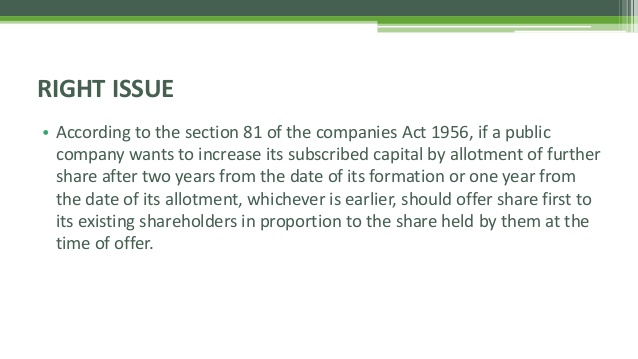 RIGHT ISSUE
• According to the section 81 of the companies Act 1956, if a public
company wants to increase its subscribed capital by allotment of further
share after two years from the date of its formation or one year from
the date of its allotment, whichever is earlier, should offer share first to
its existing shareholders in proportion to the share held by them at the
time of offer.